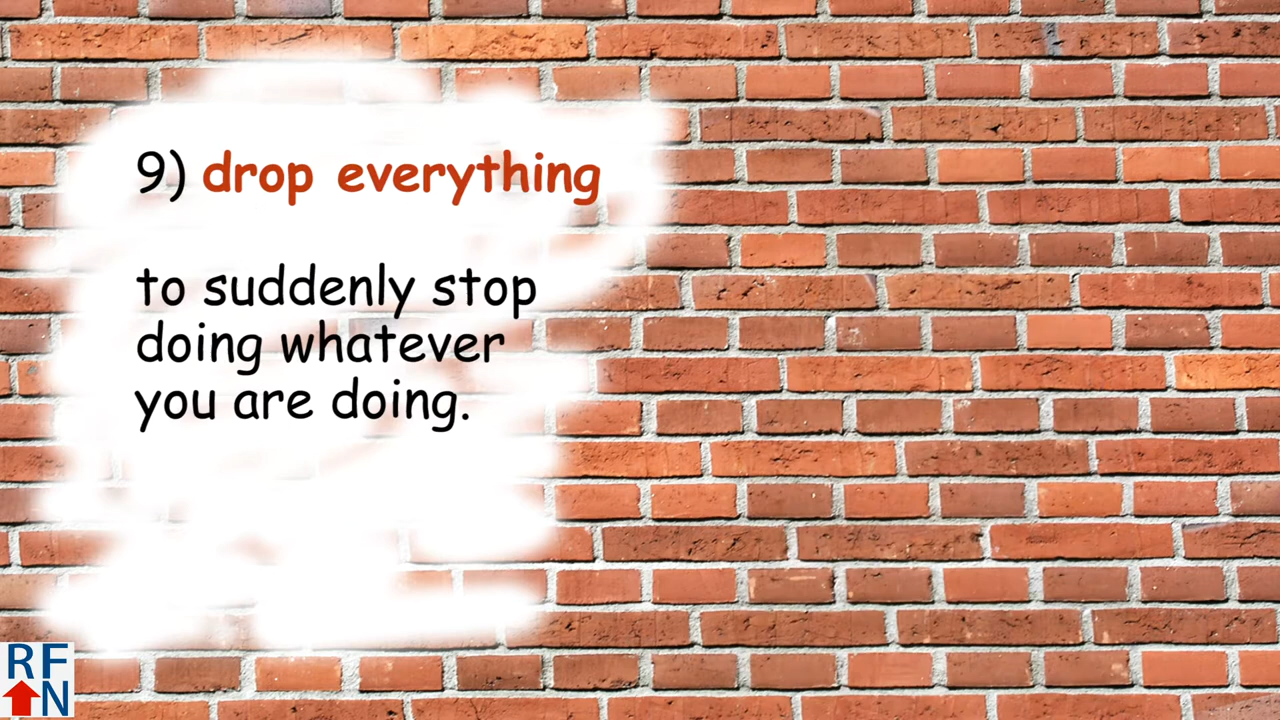 9) drop everything
to suddenly stop
doing whatever
you are doing.
RF
N